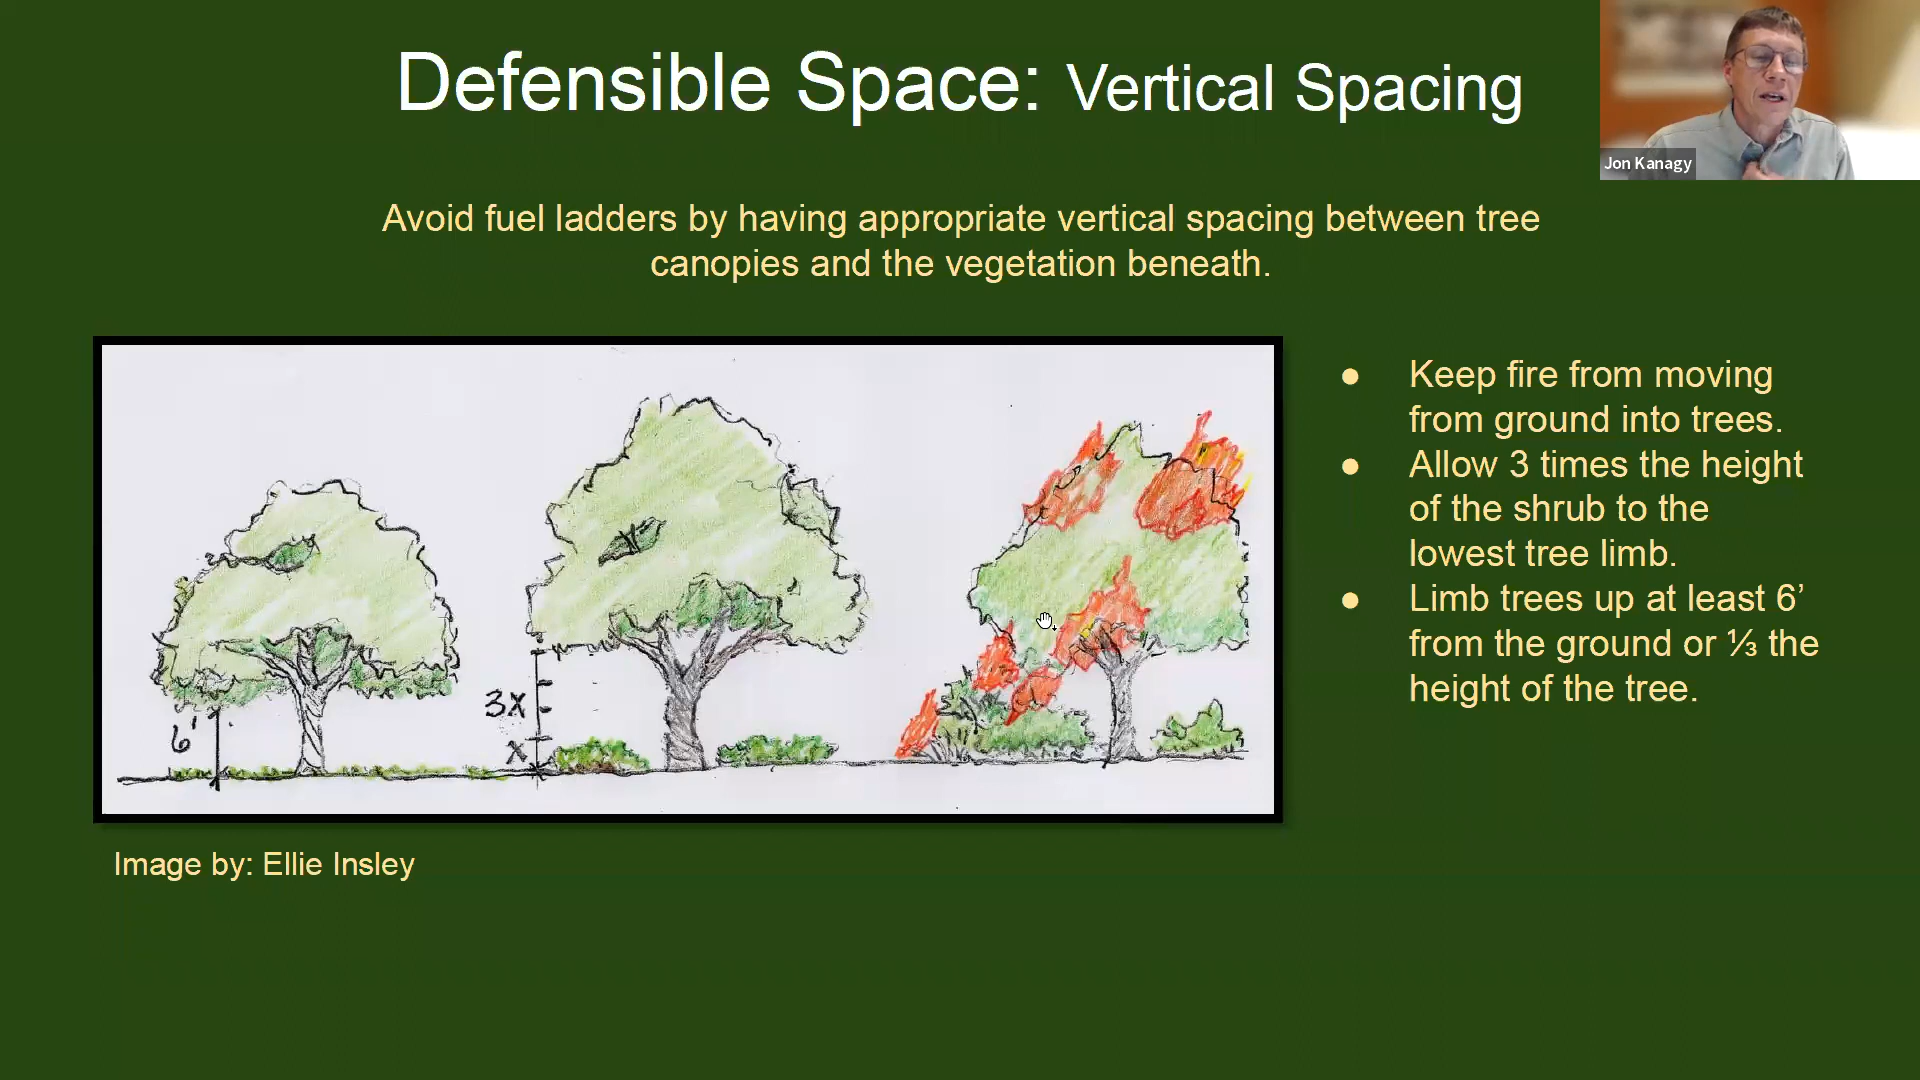 Defensible Space: Vertical Spacing
Jon Kanagy
Avoid fuel ladders by having appropriate vertical spacing between tree
canopies and the vegetation beneath.
6'
3x
x
● Keep fire from moving
from ground into trees.
● Allow 3 times the height
of the shrub to the
lowest tree limb.
● Limb trees up at least 6’
from the ground or ⅓ the
height of the tree.
Image by: Ellie Insley